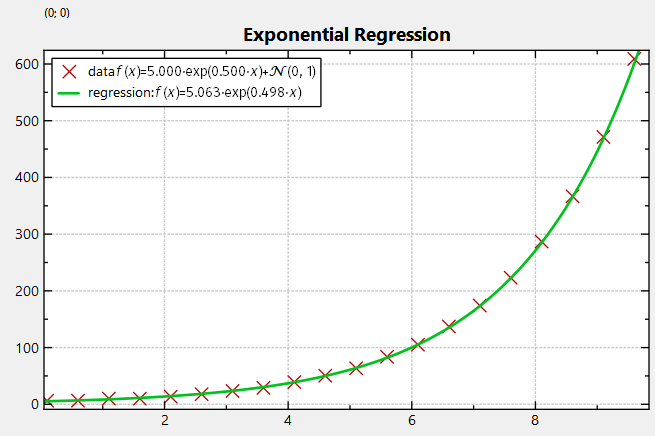 (0; 0)
Exponential Regression
data f (x)=5.000·exp(0.500·x)+𝒩 (0, 1)
regression: f (x)=5.063·exp(0.498·x)
600
500
400
300
200
100
0
2 4 6 8